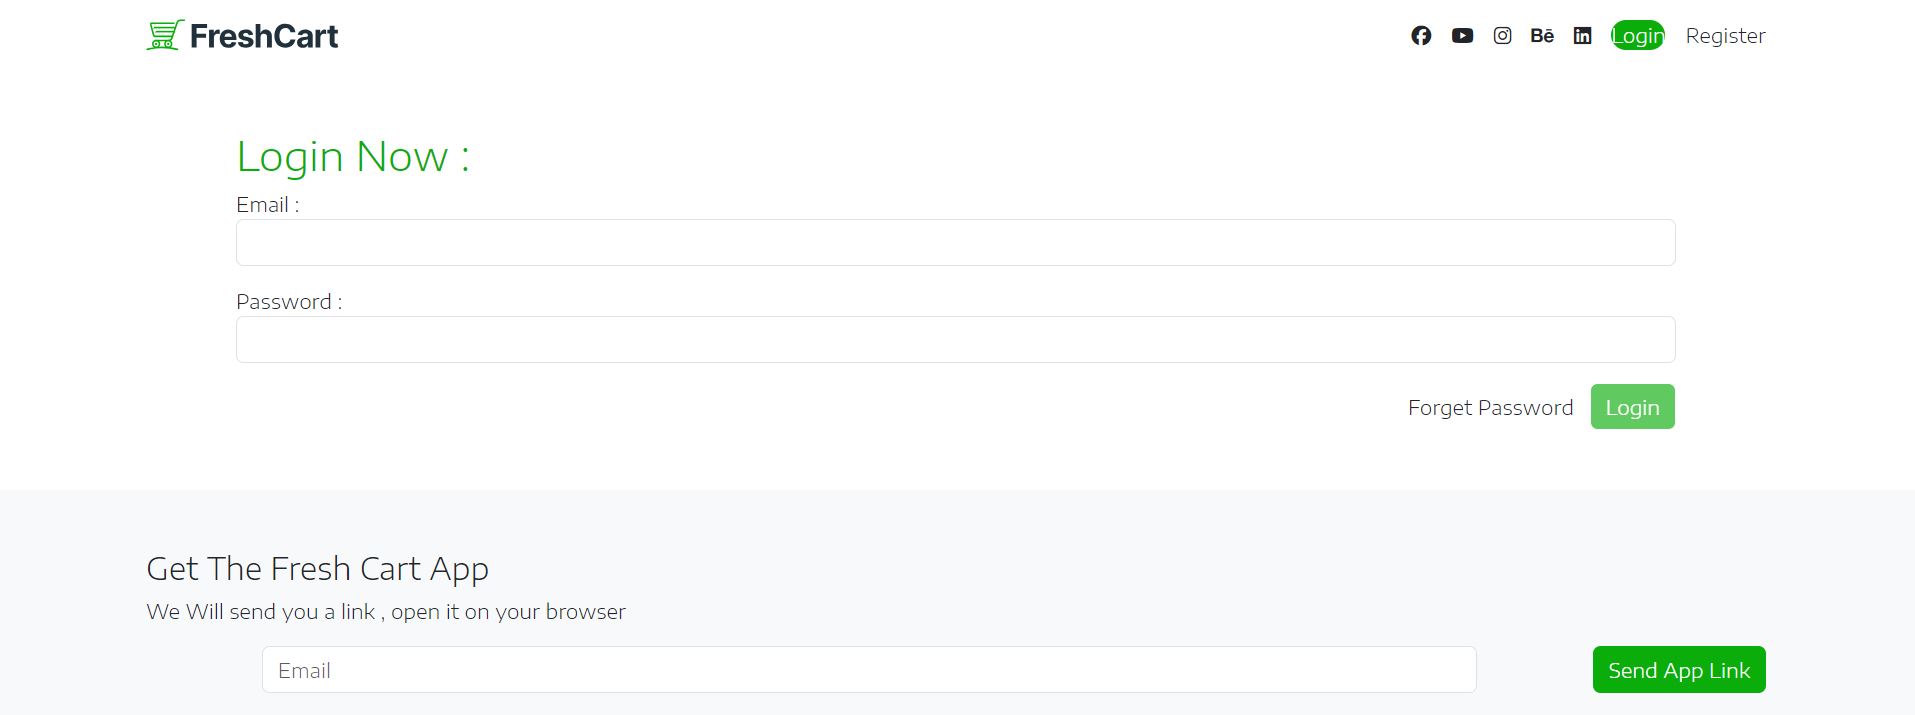 FreshCart
Bē
Login Register
Login Now :
Email :
Password :
Forget Password Login
Get The Fresh Cart App
We Will send you a link , open it on your browser
Email
Send App Link